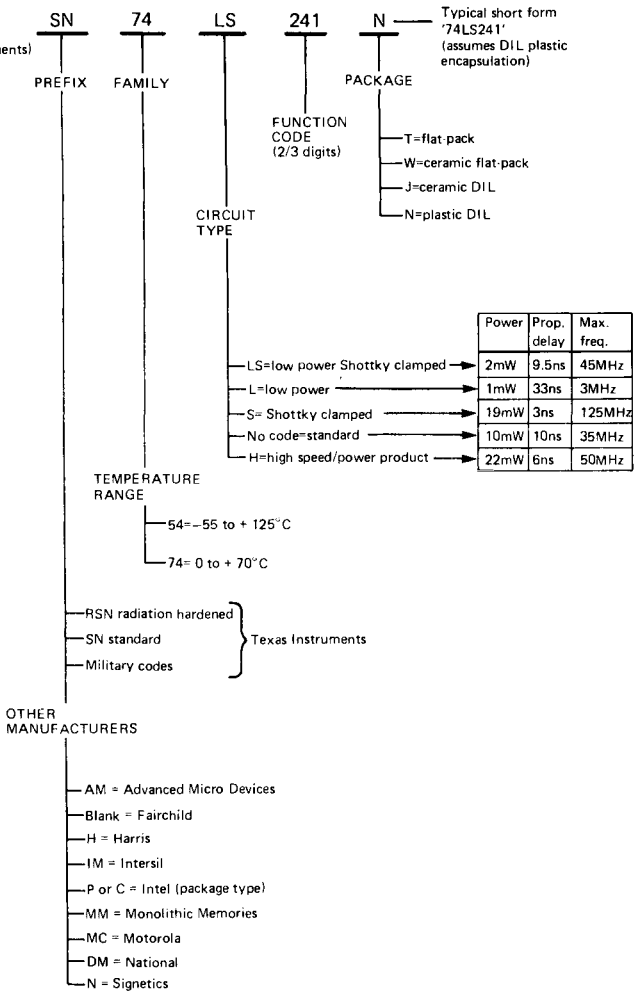 SN 74 LS 241 N
Typical short form
'74LS241'
(assumes DIL plastic
encapsulation)
PREFIX FAMILY PACKAGE
FUNCTION
CODE
(2/3 digits)
T=flat-pack
W=ceramic flat-pack
J=ceramic DIL
N=plastic DIL
CIRCUIT
TYPE
Power Prop. delay Max. freq.
LS=low power Shottky clamped 2mW 9.5ns 45MHz
L=low power 1mW 33ns 3MHz
S= Shottky clamped 19mW 3ns 125MHz
No code=standard 10mW 10ns 35MHz
H=high speed/power product 22mW 6ns 50MHz
TEMPERATURE
RANGE
54=−55 to + 125°C
74= 0 to + 70°C
RSN radiation hardened
SN standard
Military codes
Texas Instruments
OTHER
MANUFACTURERS
AM = Advanced Micro Devices
Blank = Fairchild
H = Harris
IM = Intersil
P or C = Intel (package type)
MM = Monolithic Memories
MC = Motorola
DM = National
N = Signetics